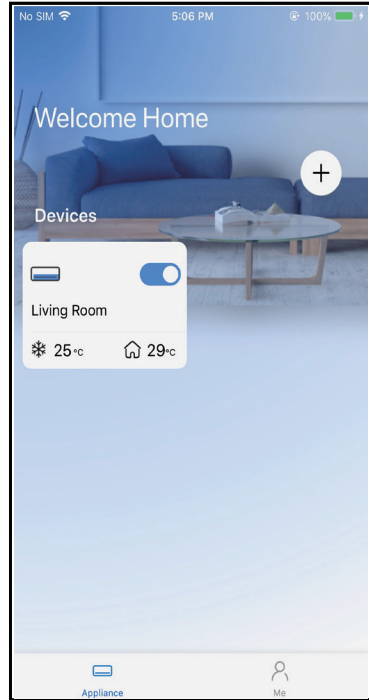 No SIM 5:06 PM 100%
Welcome Home
+
Devices
Living Room
25°C 29°C
Appliance Me